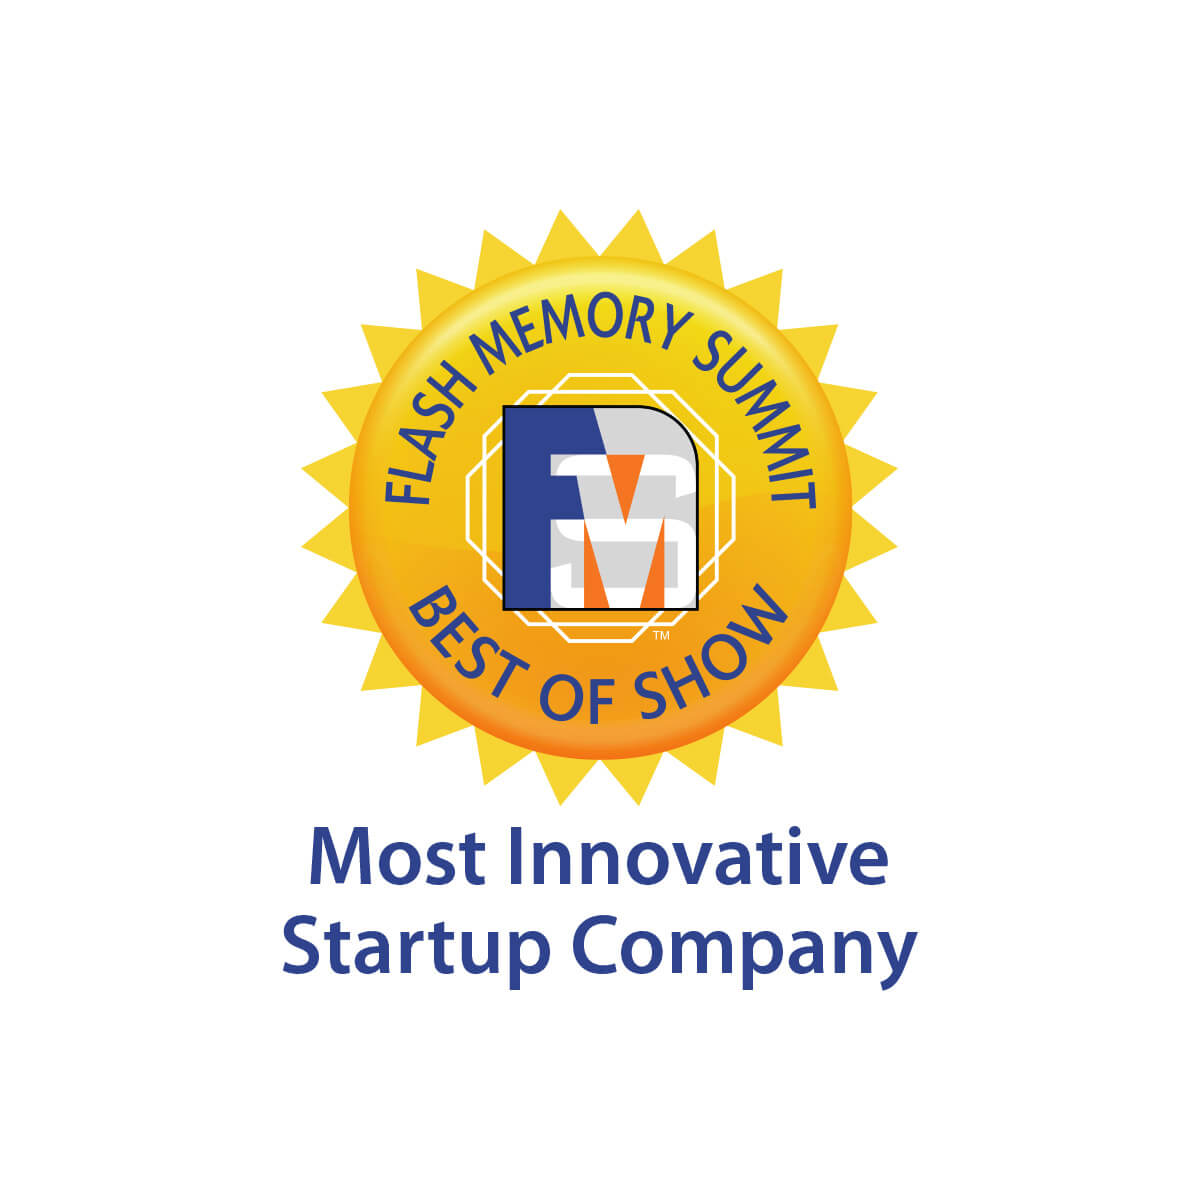 FLASH MEMORY SUMMIT
FMS
TM
BEST OF SHOW
Most Innovative
Startup Company